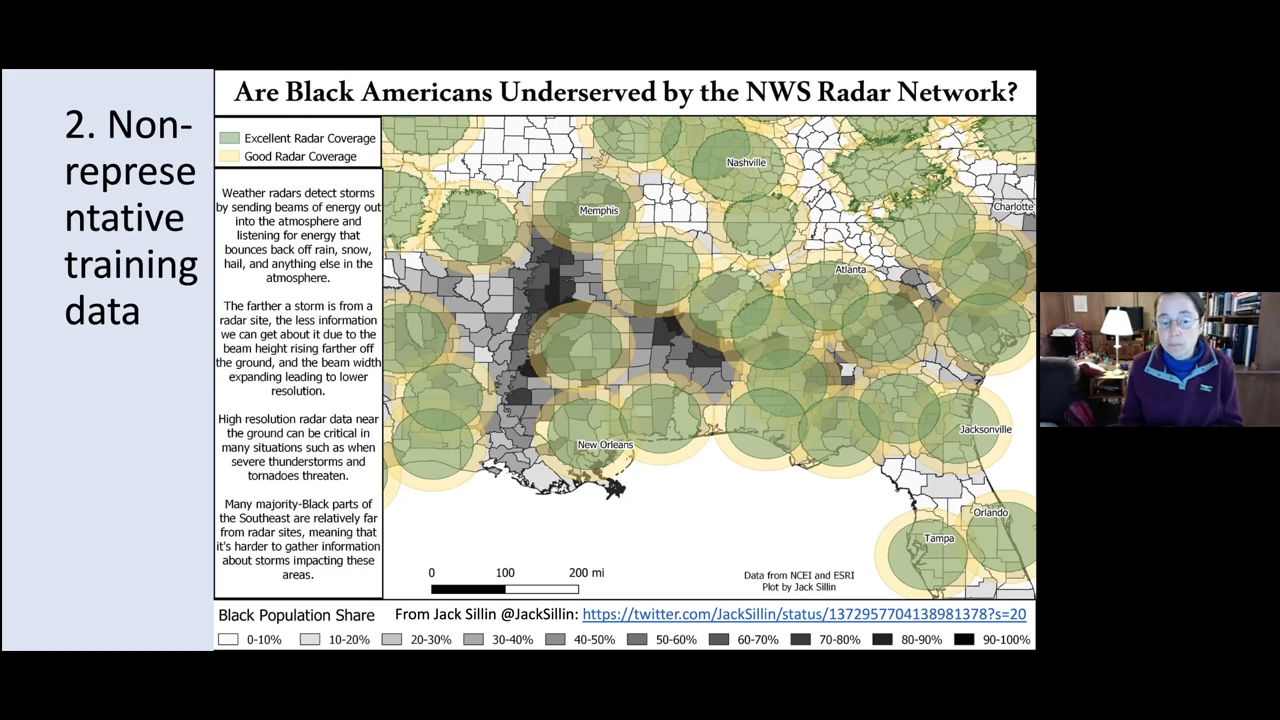 2. Non-
represe
ntative
training
data
Are Black Americans Underserved by the NWS Radar Network?
Excellent Radar Coverage
Good Radar Coverage
Weather radars detect storms
by sending beams of energy out
into the atmosphere and
listening for energy that
bounces back off rain, snow,
hail, and anything else in the
atmosphere.
The farther a storm is from a
radar site, the less information
we can get about it due to the
beam height rising farther off
the ground, and the beam width
expanding leading to lower
resolution.
High resolution radar data near
the ground can be critical in
many situations such as when
severe thunderstorms and
tornadoes threaten.
Many majority-Black parts of
the Southeast are relatively far
from radar sites, meaning that
it's harder to gather information
about storms impacting these
areas.
Nashville
Memphis
Charlotte
Atlanta
Jacksonville
New Orleans
Orlando
Tampa
0 100 200 mi
Data from NCEI and ESRI
Plot by Jack Sillin
Black Population Share
From Jack Sillin @JackSillin: https://twitter.com/JackSillin/status/1372957704138981378?s=20
0-10% 10-20% 20-30% 30-40% 40-50% 50-60% 60-70% 70-80% 80-90% 90-100%